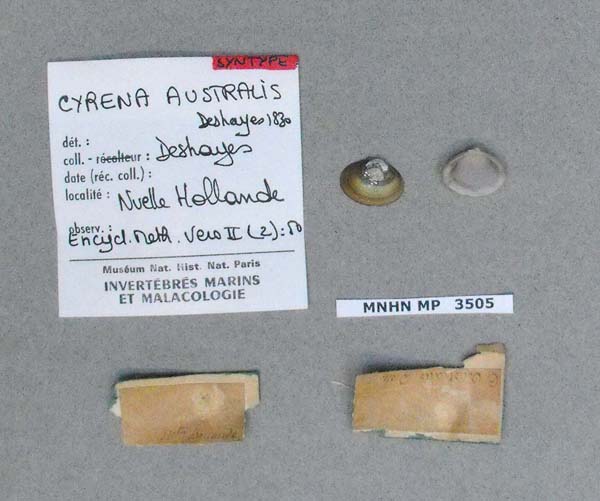 SYNTYPE
CYRENA AUSTRALIS
Deshayes 1830
dét. :
coll. - récolteur : Deshayes
date (réc. coll.) :
localité : Nvelle Hollande
observ. :
Encycl. Meth. Vers II (2) : 50
Muséum Nat. Hist. Nat. Paris
INVERTÉBRÉS MARINS
ET MALACOLOGIE
MNHN MP 3505